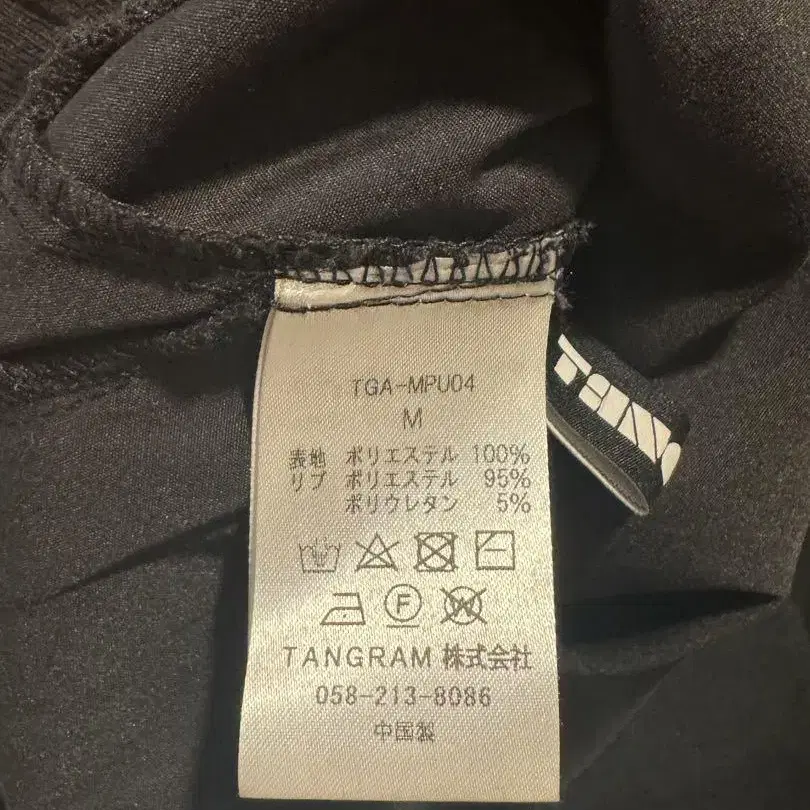 TGA-MPU04
M
表地 ポリエステル 100%
リブ ポリエステル 95%
ポリウレタン 5%
F
W
TANGRAM 株式会社
058-213-8086
中国製